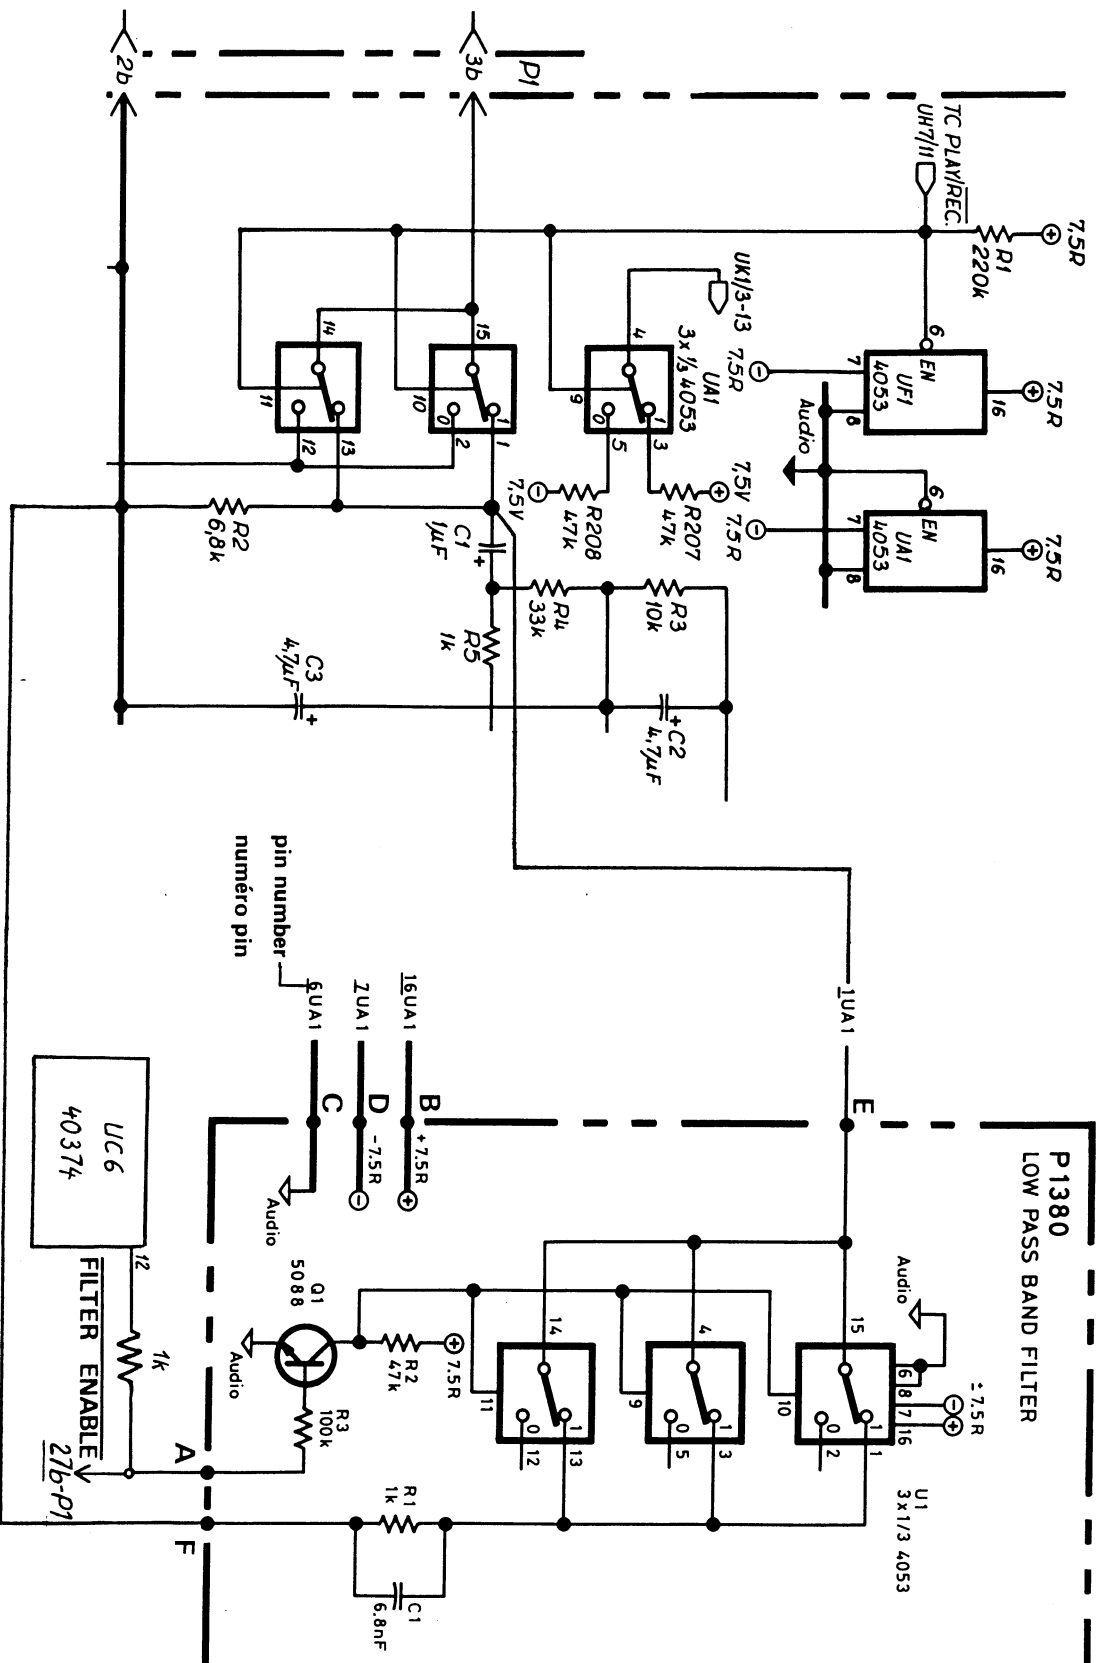 2b
3b
P1
TC PLAY/REC.
UH7/11
7,5R
R1
220k
6
EN
UF1
4053
7
8
16
7,5R
7,5R
Audio
6
EN
UA1
4053
7
8
16
7,5R
7,5R
UK1/3-13
UA1
3x⅓ 4053
4
9
1
0
3
5
7,5V
R207
47k
R208
47k
7,5V
15
10
1
0
1
2
14
11
13
12
R2
6,8k
C1
1µF
+
R4
33k
R3
10k
R5
1k
C3
4,7µF
+
+C2
4,7µF
pin number
numéro pin
6UA1
7UA1
16UA1
1UA1
C
D
B
E
+7.5R
-7.5R
Audio
P1380
LOW PASS BAND FILTER
Audio
± 7.5R
15
6
8
7
16
10
1
0
1
2
U1
3x1/3 4053
4
9
1
0
3
5
14
11
1
0
13
12
7.5R
R2
47k
Q1
5088
Audio
R3
100k
R1
1k
C1
6.8nF
A
F
UC6
40374
12
1k
FILTER ENABLE
27b-P1